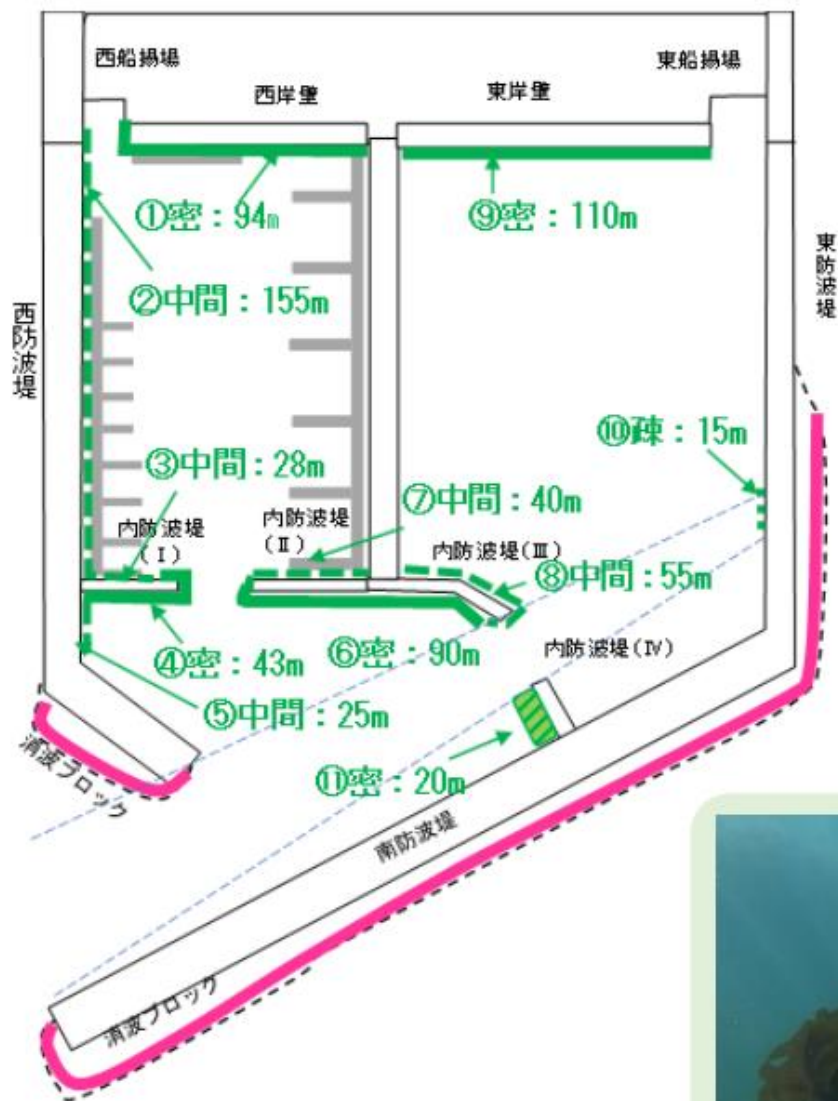 西船揚場
東船揚場
西岸壁
東岸壁
①密:94m
⑨密:110m
②中間:155m
西防波堤
東防波堤
⑩疎:15m
③中間:28m
⑦中間:40m
内防波堤
(Ⅰ)
内防波堤
(Ⅱ)
内防波堤(Ⅲ)
⑧中間:55m
④密:43m
⑥密:90m
内防波堤(Ⅳ)
⑤中間:25m
消波ブロック
⑪密:20m
南防波堤
消波ブロック